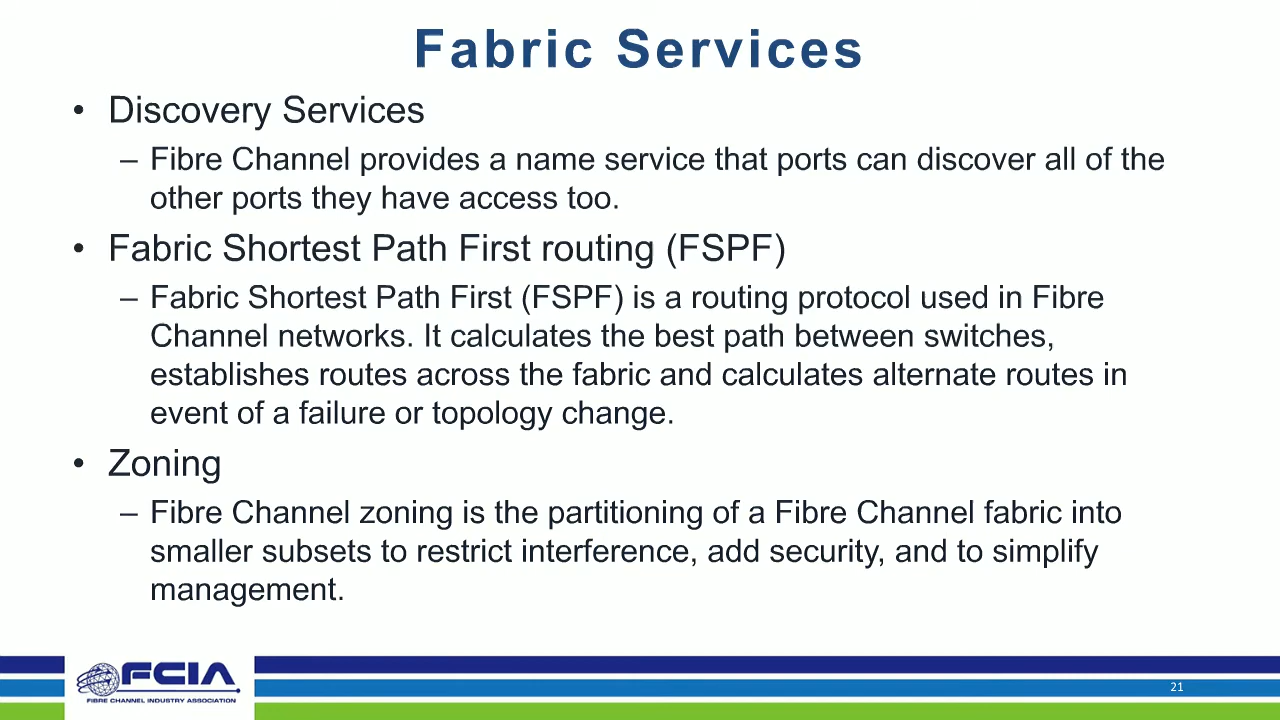 Fabric Services
• Discovery Services
– Fibre Channel provides a name service that ports can discover all of the
other ports they have access too.
• Fabric Shortest Path First routing (FSPF)
– Fabric Shortest Path First (FSPF) is a routing protocol used in Fibre
Channel networks. It calculates the best path between switches,
establishes routes across the fabric and calculates alternate routes in
event of a failure or topology change.
• Zoning
– Fibre Channel zoning is the partitioning of a Fibre Channel fabric into
smaller subsets to restrict interference, add security, and to simplify
management.
FCIA
FIBRE CHANNEL INDUSTRY ASSOCIATION
21